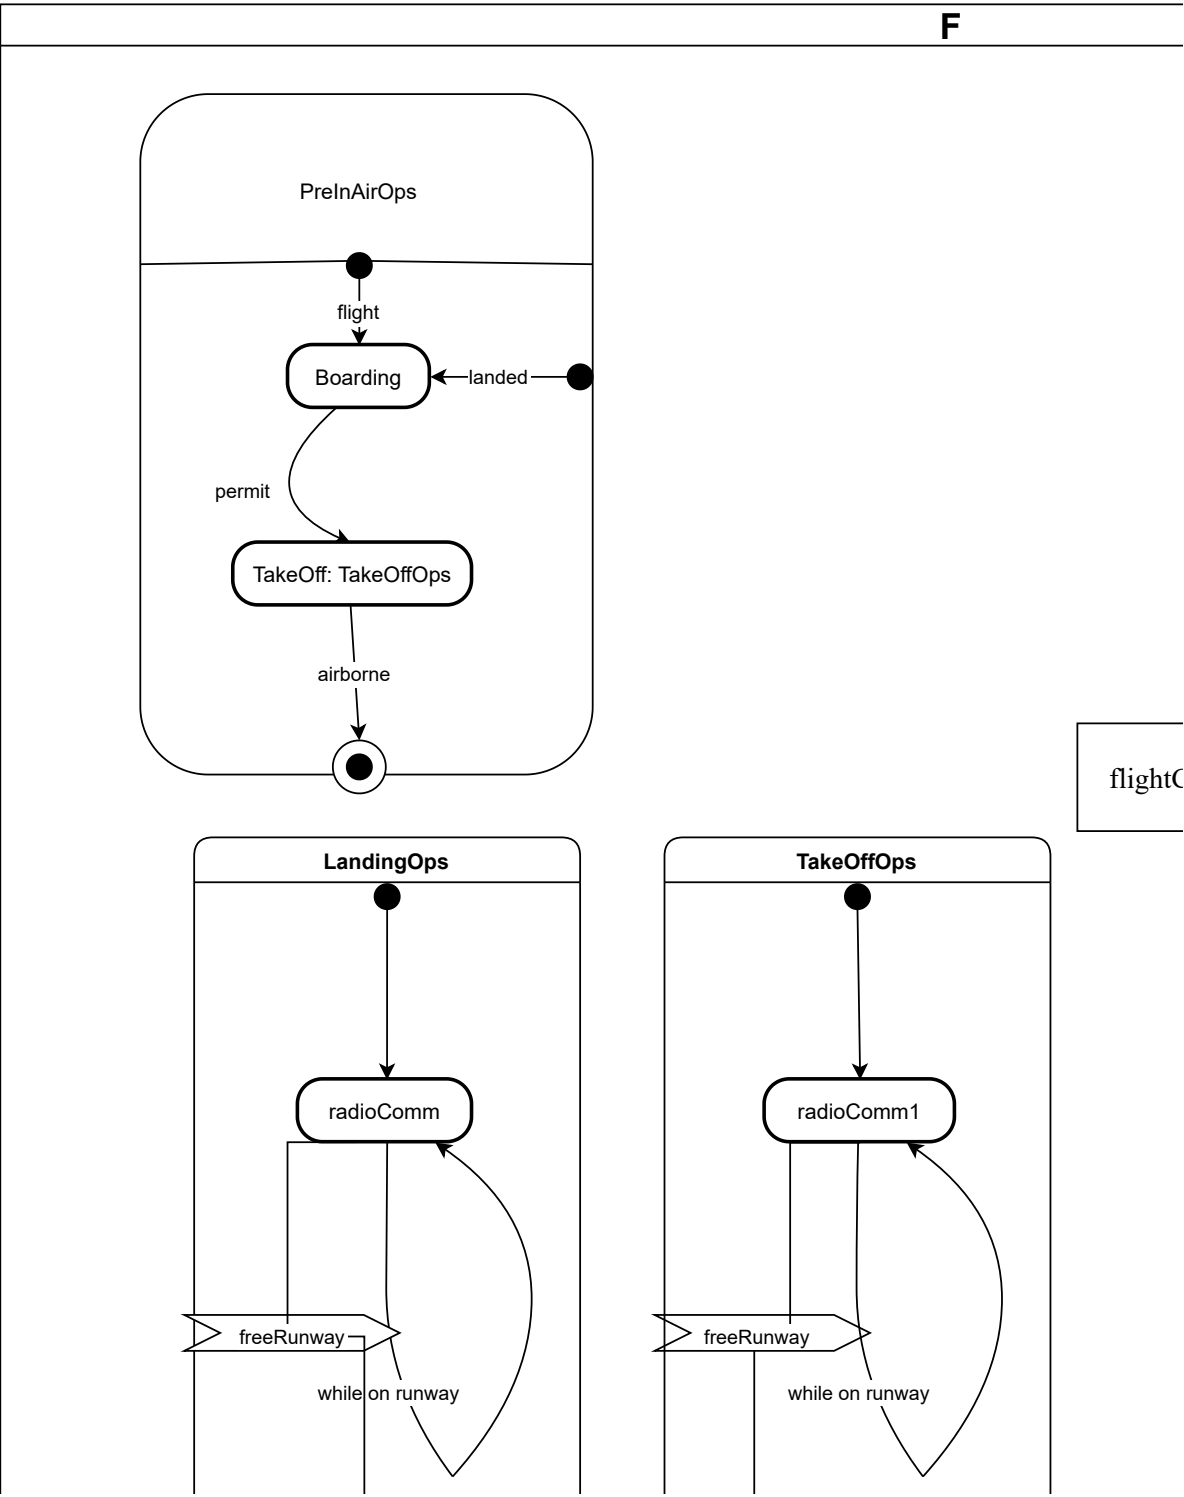 F
PreInAirOps
flight
Boarding
landed
permit
TakeOff: TakeOffOps
airborne
flightC
LandingOps
TakeOffOps
radioComm
radioComm1
freeRunway
freeRunway
while on runway
while on runway